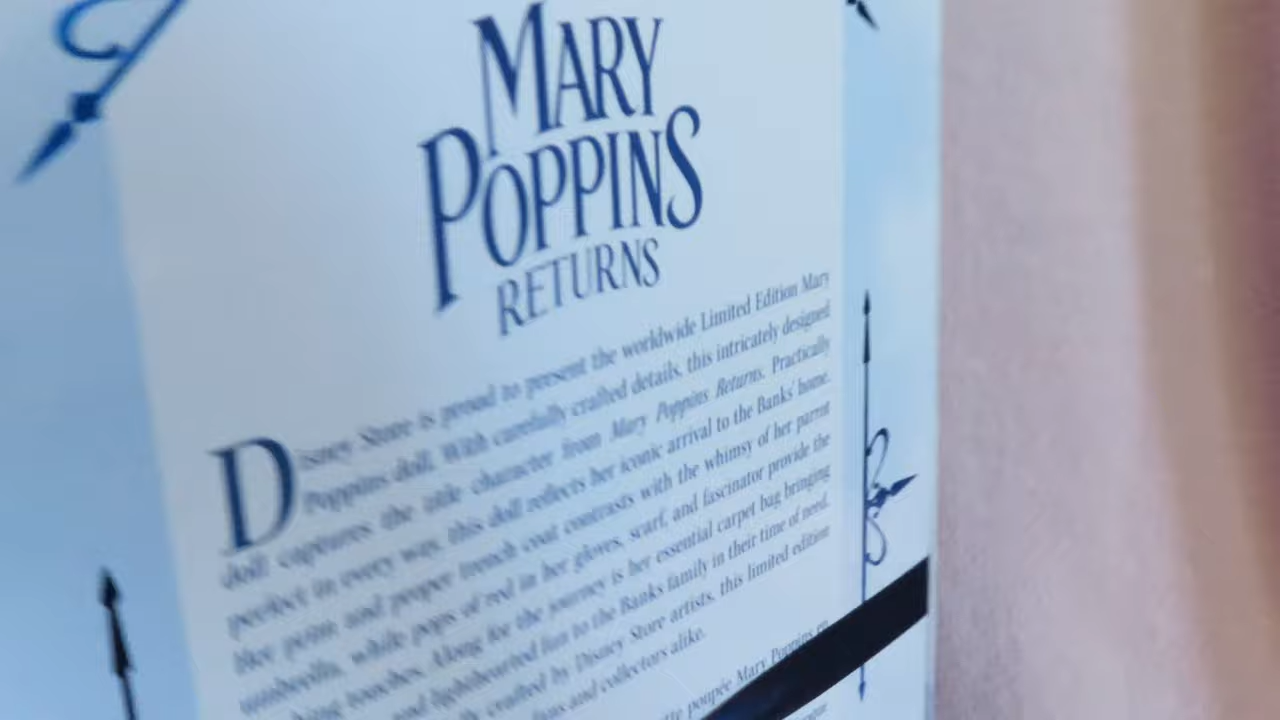 MARY
POPPINS
RETURNS
Disney Store is proud to present the worldwide Limited Edition Mary
Poppins doll. With carefully crafted details, this intricately designed
doll captures the title character from Mary Poppins Returns. Practically
perfect in every way, this doll reflects her iconic arrival to the Banks' home.
Her prim and proper trench coat contrasts with the whimsy of her parrot
umbrella, while pops of red in her gloves, scarf, and fascinator provide the
touches. Along for the journey is her essential carpet bag bringing
and lighthearted fun to the Banks family in their time of need.
crafted by Disney Store artists, this limited edition
fans and collectors alike.
poupée Mary Poppins